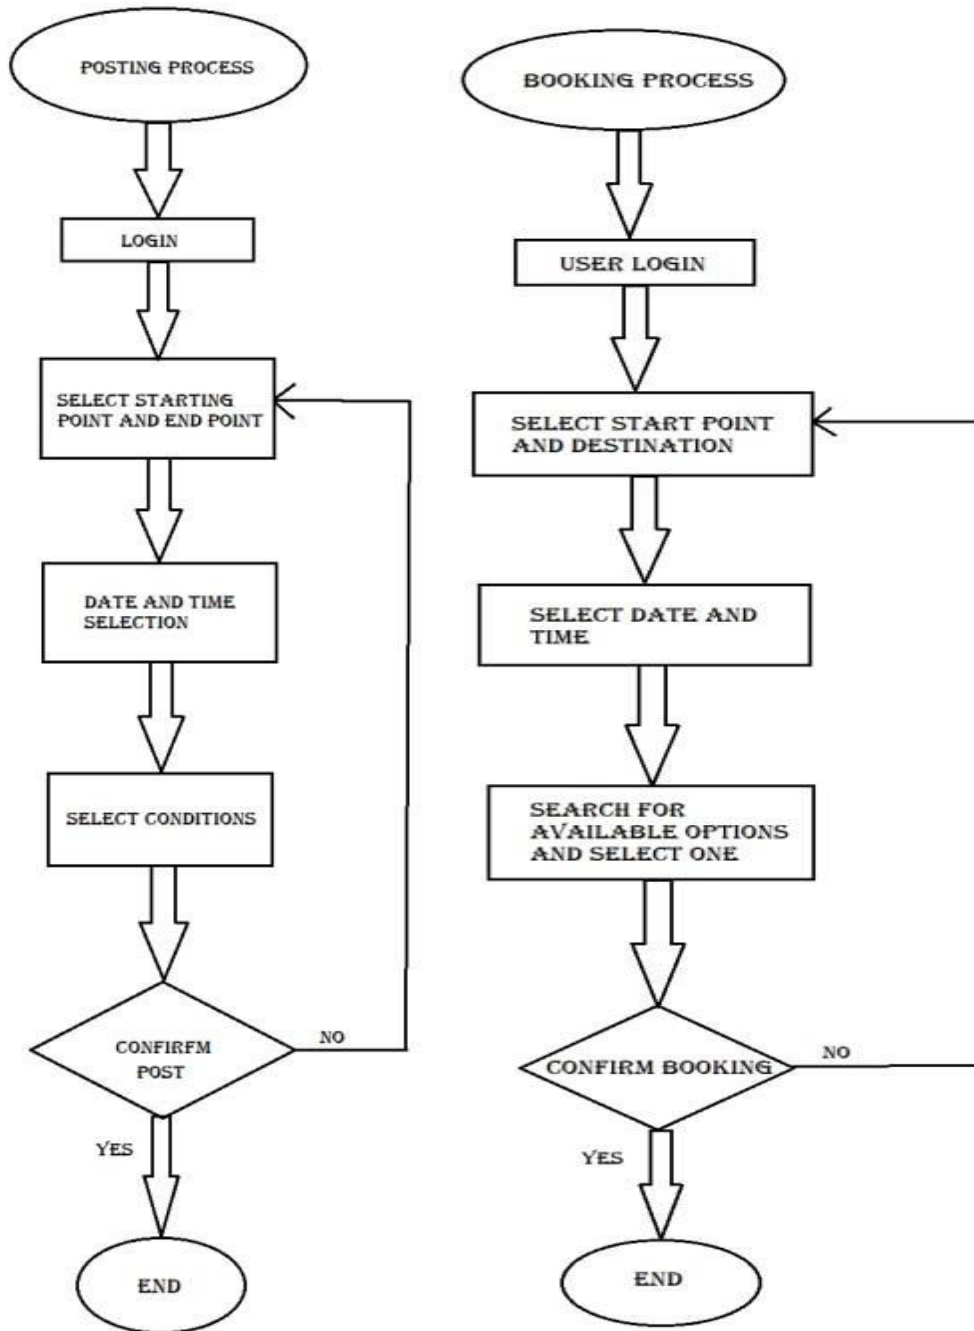 POSTING PROCESS
LOGIN
SELECT STARTING
POINT AND END POINT
DATE AND TIME
SELECTION
SELECT CONDITIONS
CONFIRFM
POST
NO
YES
END
BOOKING PROCESS
USER LOGIN
SELECT START POINT
AND DESTINATION
SELECT DATE AND
TIME
SEARCH FOR
AVAILABLE OPTIONS
AND SELECT ONE
CONFIRM BOOKING
NO
YES
END